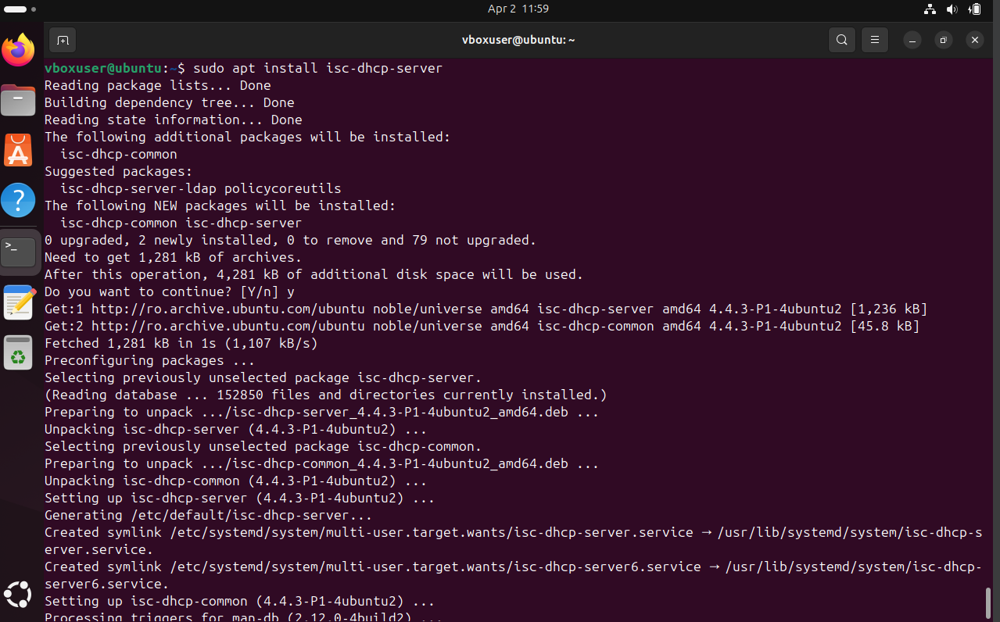 Apr 2 11:59
vboxuser@ubuntu: ~
vboxuser@ubuntu:~$ sudo apt install isc-dhcp-server
Reading package lists... Done
Building dependency tree... Done
Reading state information... Done
The following additional packages will be installed:
  isc-dhcp-common
Suggested packages:
  isc-dhcp-server-ldap policycoreutils
The following NEW packages will be installed:
  isc-dhcp-common isc-dhcp-server
0 upgraded, 2 newly installed, 0 to remove and 79 not upgraded.
Need to get 1,281 kB of archives.
After this operation, 4,281 kB of additional disk space will be used.
Do you want to continue? [Y/n] y
Get:1 http://ro.archive.ubuntu.com/ubuntu noble/universe amd64 isc-dhcp-server amd64 4.4.3-P1-4ubuntu2 [1,236 kB]
Get:2 http://ro.archive.ubuntu.com/ubuntu noble/universe amd64 isc-dhcp-common amd64 4.4.3-P1-4ubuntu2 [45.8 kB]
Fetched 1,281 kB in 1s (1,107 kB/s)
Preconfiguring packages ...
Selecting previously unselected package isc-dhcp-server.
(Reading database ... 152850 files and directories currently installed.)
Preparing to unpack .../isc-dhcp-server_4.4.3-P1-4ubuntu2_amd64.deb ...
Unpacking isc-dhcp-server (4.4.3-P1-4ubuntu2) ...
Selecting previously unselected package isc-dhcp-common.
Preparing to unpack .../isc-dhcp-common_4.4.3-P1-4ubuntu2_amd64.deb ...
Unpacking isc-dhcp-common (4.4.3-P1-4ubuntu2) ...
Setting up isc-dhcp-server (4.4.3-P1-4ubuntu2) ...
Generating /etc/default/isc-dhcp-server...
Created symlink /etc/systemd/system/multi-user.target.wants/isc-dhcp-server.service → /usr/lib/systemd/system/isc-dhcp-s
erver.service.
Created symlink /etc/systemd/system/multi-user.target.wants/isc-dhcp-server6.service → /usr/lib/systemd/system/isc-dhcp-
server6.service.
Setting up isc-dhcp-common (4.4.3-P1-4ubuntu2) ...
Processing triggers for man-db (2.12.0-4build2) ...